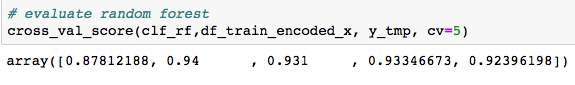 # evaluate random forest
cross_val_score(clf_rf,df_train_encoded_x, y_tmp, cv=5)
array([0.87812188, 0.94      , 0.931     , 0.93346673, 0.92396198])